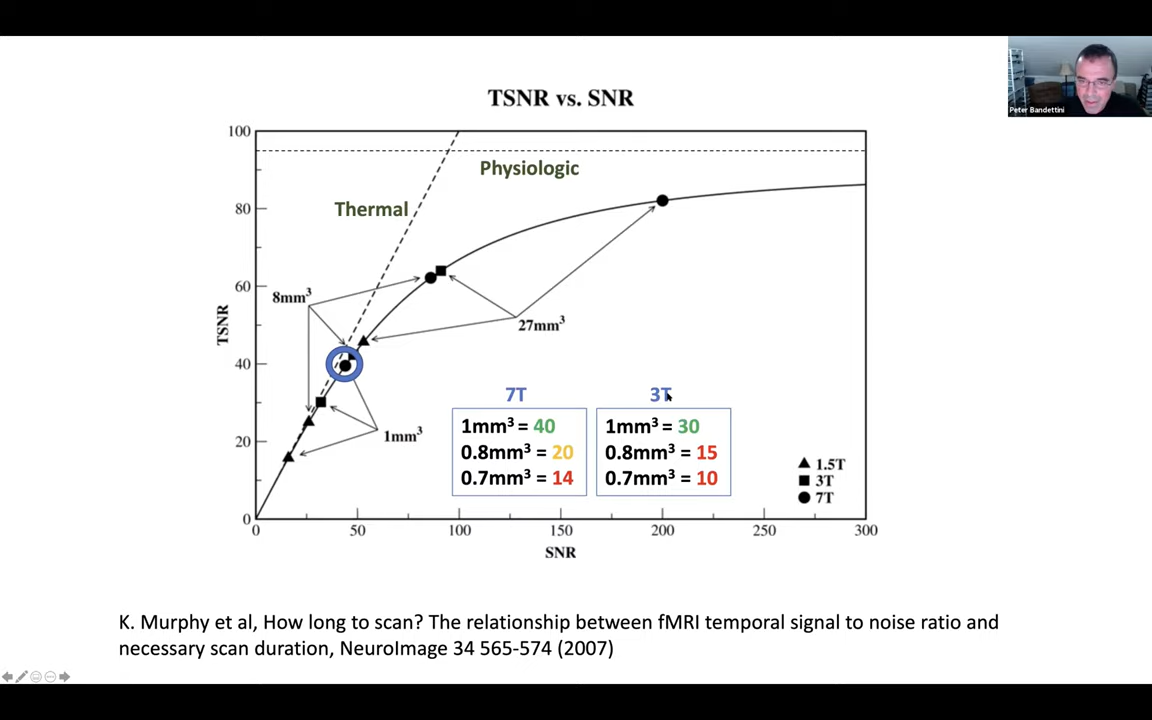 TSNR vs. SNR
Peter Bandettini
100
80
60
40
20
0
TSNR
Physiologic
Thermal
8mm³
27mm³
1mm³
7T
1mm³ = 40
0.8mm³ = 20
0.7mm³ = 14
3T
1mm³ = 30
0.8mm³ = 15
0.7mm³ = 10
1.5T
3T
7T
0 50 100 150 200 250 300
SNR
K. Murphy et al, How long to scan? The relationship between fMRI temporal signal to noise ratio and
necessary scan duration, NeuroImage 34 565-574 (2007)